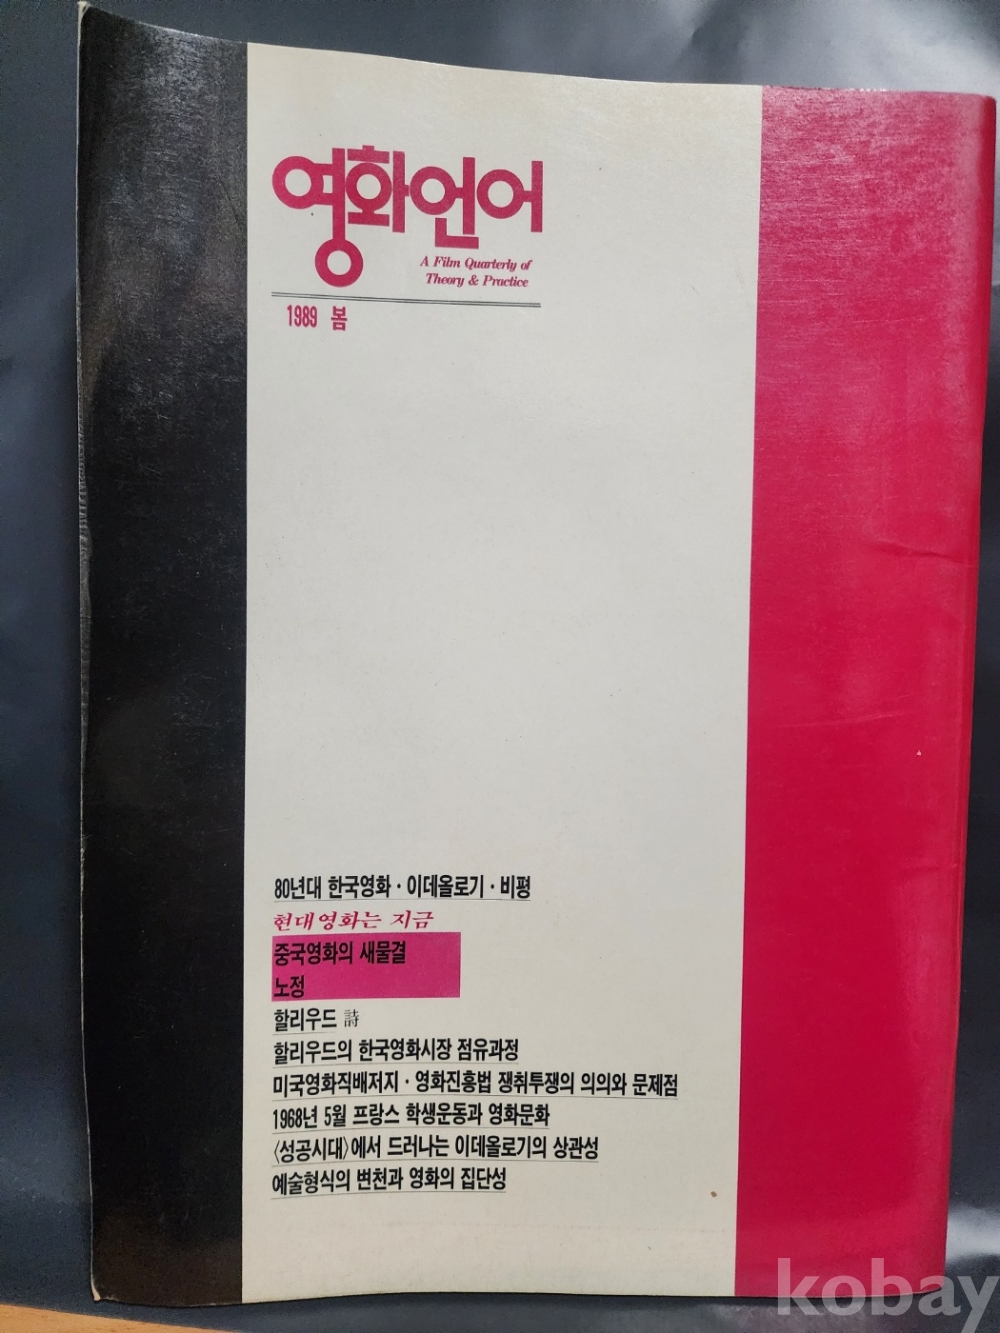 영화언어
A Film Quarterly of
Theory & Practice
1989 봄
80년대 한국영화·이데올로기·비평
현대영화는 지금
중국영화의 새물결
노정
할리우드 詩
할리우드의 한국영화시장 점유과정
미국영화직배저지·영화진흥법 쟁취투쟁의 의의와 문제점
1968년 5월 프랑스 학생운동과 영화문화
〈성공시대〉에서 드러나는 이데올로기의 상관성
예술형식의 변천과 영화의 집단성
kobay